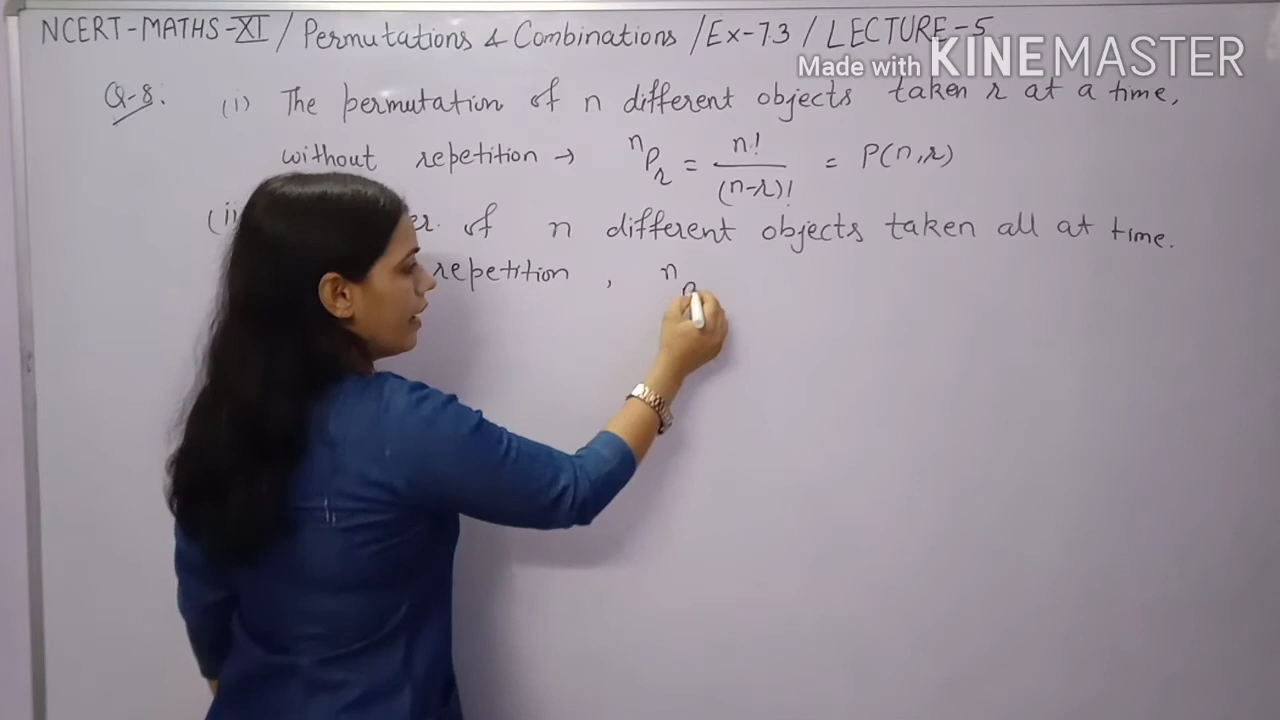 NCERT-MATHS-XI / Permutations & Combinations / Ex-7.3 / LECTURE-5
Made with KINEMASTER
Q-8. (i) The permutation of n different objects taken r at a time,
without repetition → ⁿPᵣ = n! / (n-r)! = P(n,r)
(ii of n different objects taken all at time.
repetition , n